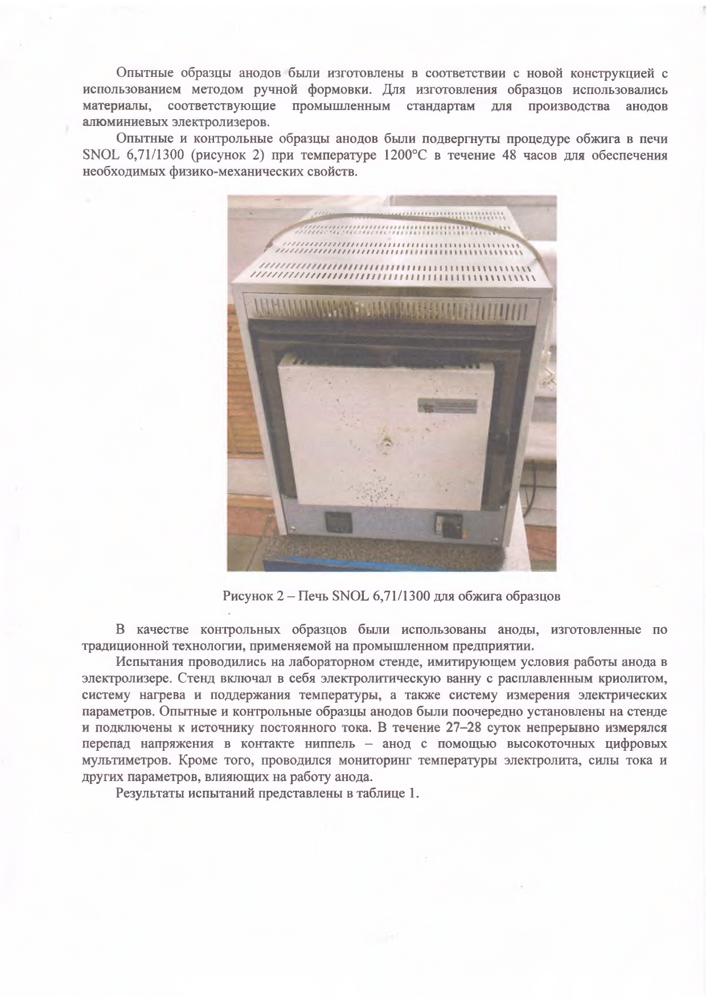 Опытные образцы анодов были изготовлены в соответствии с новой конструкцией с
использованием методом ручной формовки. Для изготовления образцов использовались
материалы, соответствующие промышленным стандартам для производства анодов
алюминиевых электролизеров.
Опытные и контрольные образцы анодов были подвергнуты процедуре обжига в печи
SNOL 6,71/1300 (рисунок 2) при температуре 1200°С в течение 48 часов для обеспечения
необходимых физико-механических свойств.
Рисунок 2 – Печь SNOL 6,71/1300 для обжига образцов
В качестве контрольных образцов были использованы аноды, изготовленные по
традиционной технологии, применяемой на промышленном предприятии.
Испытания проводились на лабораторном стенде, имитирующем условия работы анода в
электролизере. Стенд включал в себя электролитическую ванну с расплавленным криолитом,
систему нагрева и поддержания температуры, а также систему измерения электрических
параметров. Опытные и контрольные образцы анодов были поочередно установлены на стенде
и подключены к источнику постоянного тока. В течение 27–28 суток непрерывно измерялся
перепад напряжения в контакте ниппель – анод с помощью высокоточных цифровых
мультиметров. Кроме того, проводился мониторинг температуры электролита, силы тока и
других параметров, влияющих на работу анода.
Результаты испытаний представлены в таблице 1.